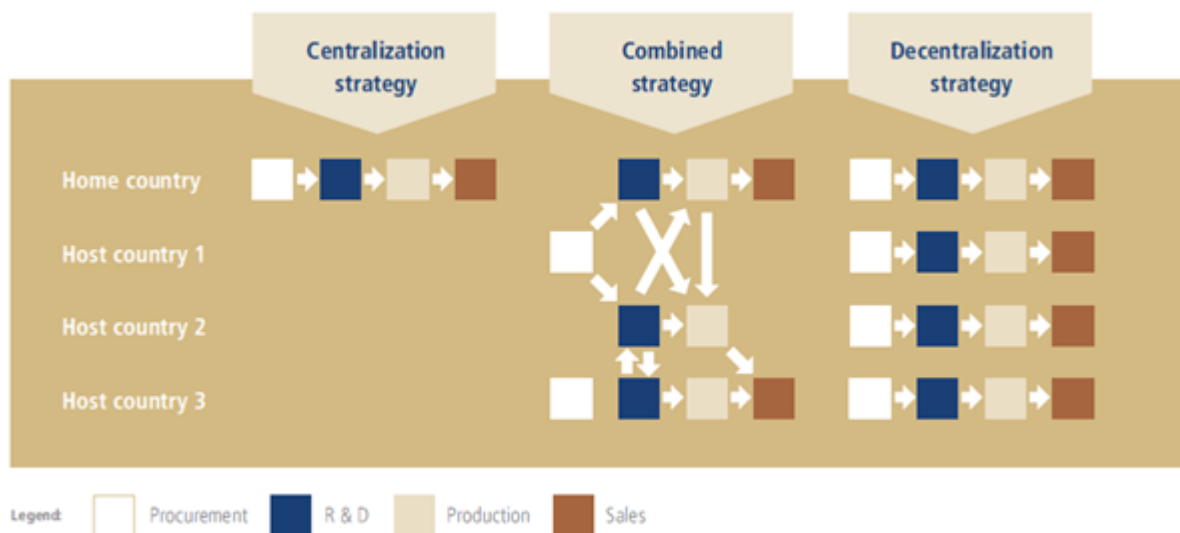 Centralization
strategy
Combined
strategy
Decentralization
strategy
Home country
Host country 1
Host country 2
Host country 3
Legend:
Procurement
R & D
Production
Sales